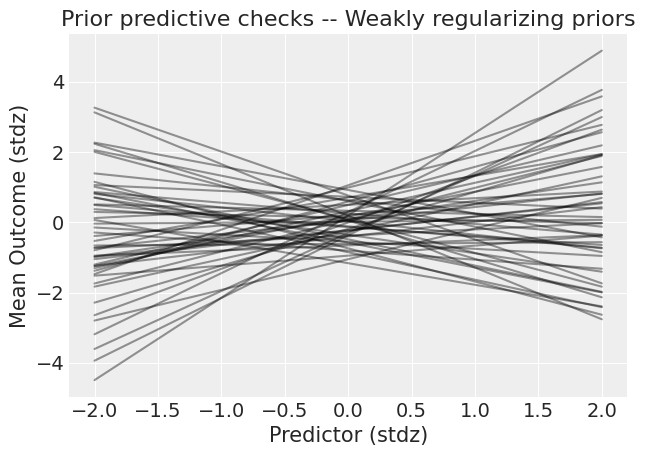 Prior predictive checks -- Weakly regularizing priors
Mean Outcome (stdz)
4
2
0
−2
−4
−2.0 −1.5 −1.0 −0.5 0.0 0.5 1.0 1.5 2.0
Predictor (stdz)